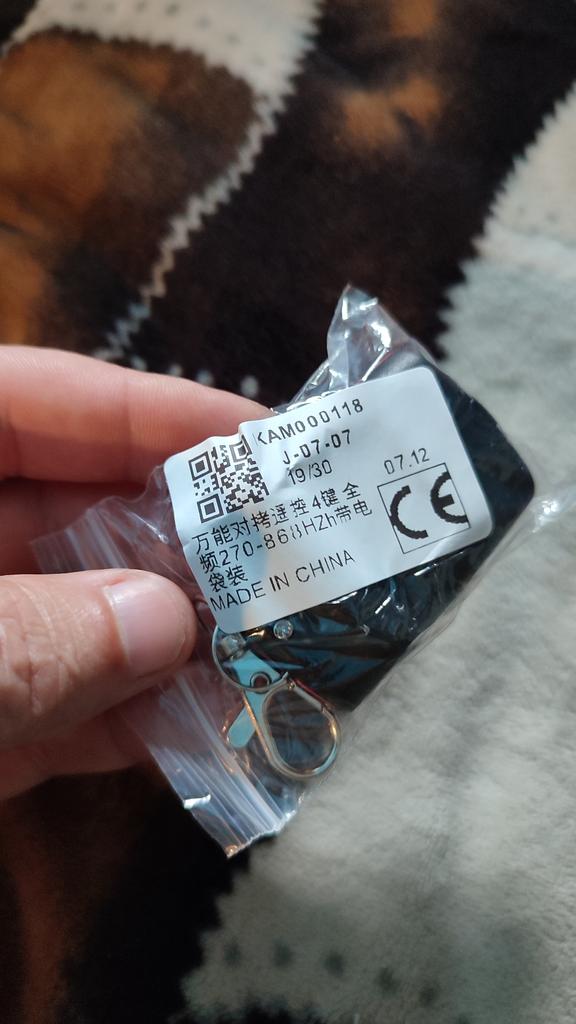 KAM000118
J-07-07
19/30
07.12
万能对拷遥控4键 全
频270-868HZh带电
袋装
CE
MADE IN CHINA